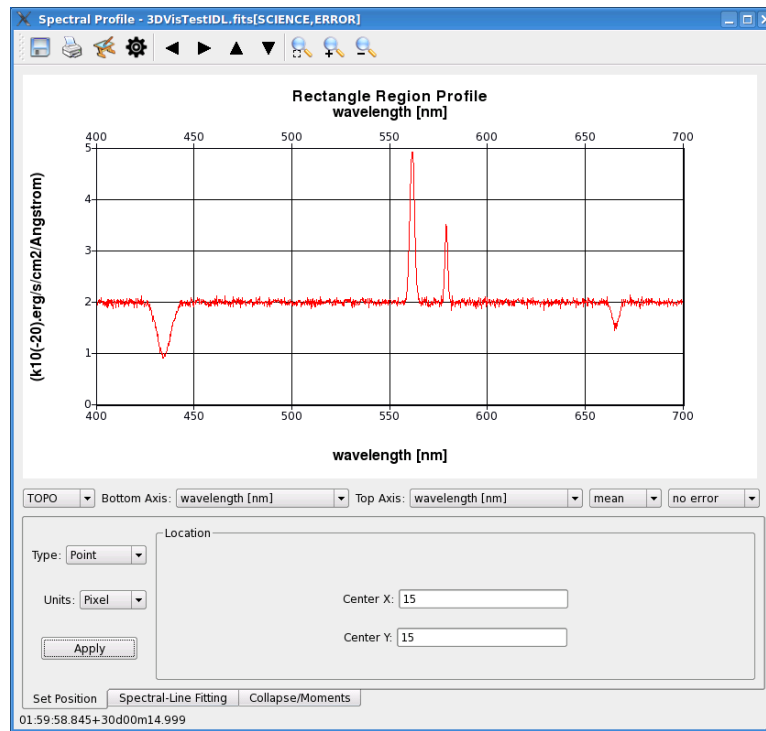 Spectral Profile - 3DVisTestIDL.fits[SCIENCE,ERROR]
Rectangle Region Profile
wavelength [nm]
400 450 500 550 600 650 700
5
4
3
2
1
0
(k10(-20).erg/s/cm2/Angstrom)
400 450 500 550 600 650 700
wavelength [nm]
TOPO Bottom Axis: wavelength [nm] Top Axis: wavelength [nm] mean no error
Location
Type: Point
Units: Pixel Center X: 15
Center Y: 15
Apply
Set Position Spectral-Line Fitting Collapse/Moments
01:59:58.845+30d00m14.999